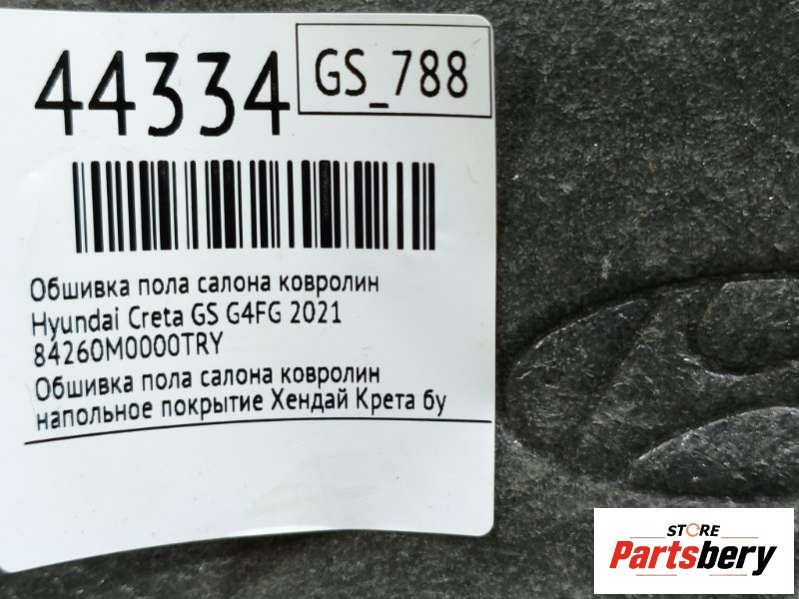 44334
GS_788
Обшивка пола салона ковролин
Hyundai Creta GS G4FG 2021
84260M0000TRY
Обшивка пола салона ковролин
напольное покрытие Хендай Крета бу
STORE
Partsbery